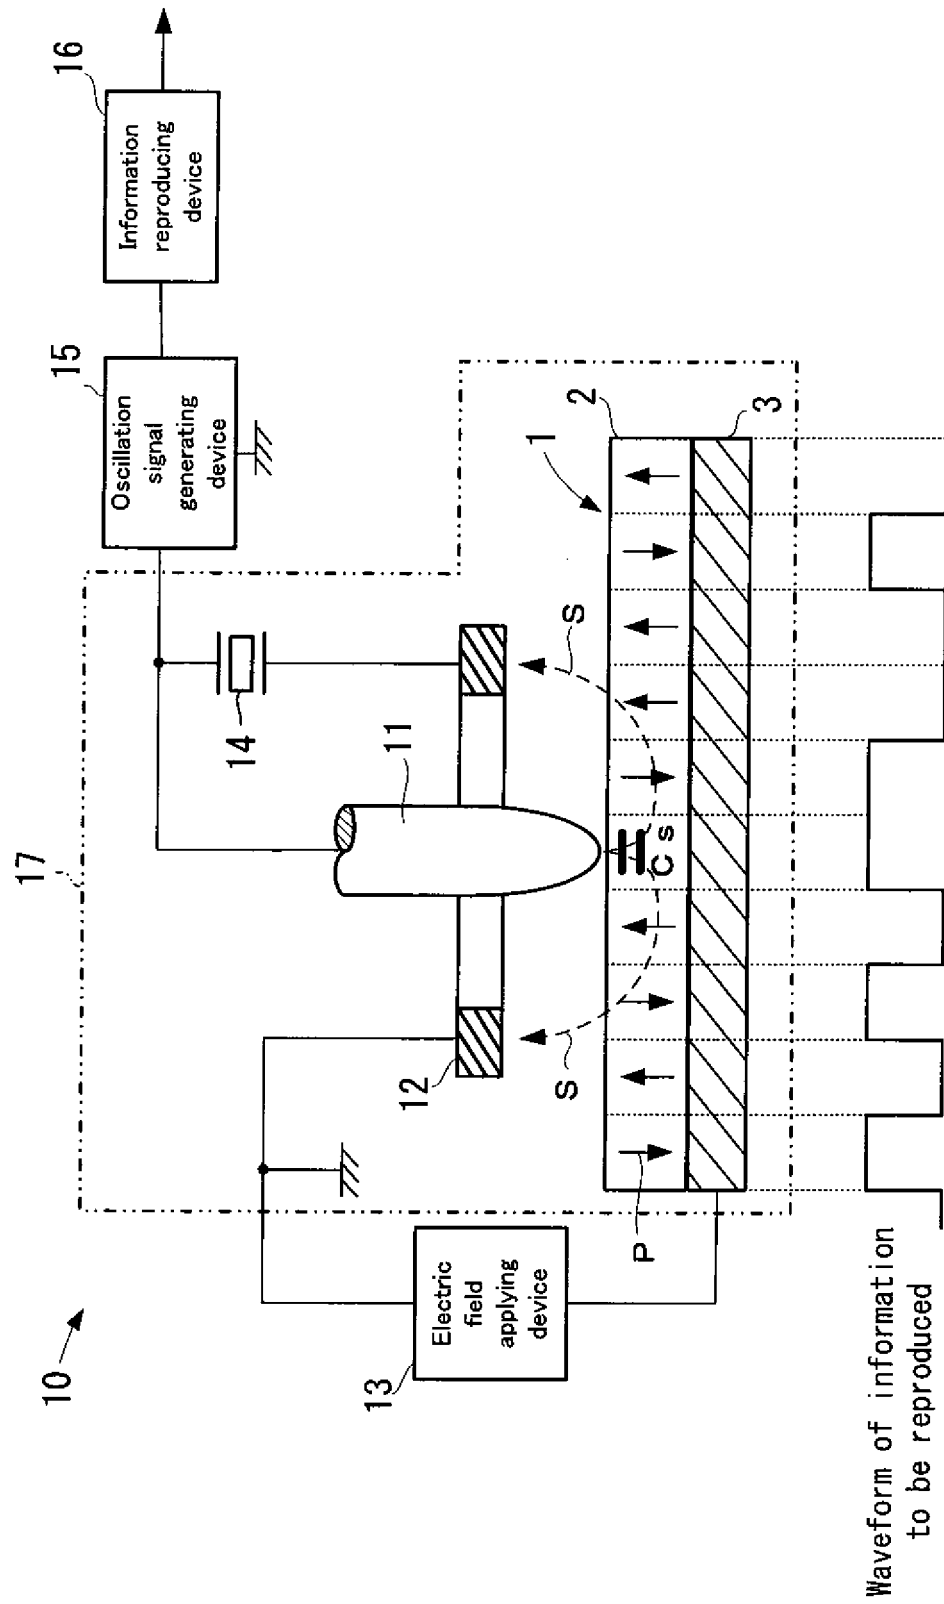 10
17
16
Information
reproducing
device
15
Oscillation
signal
generating
device
14
11
12
13
Electric
field
applying
device
S
S
1
2
3
Cs
P
Waveform of information
to be reproduced